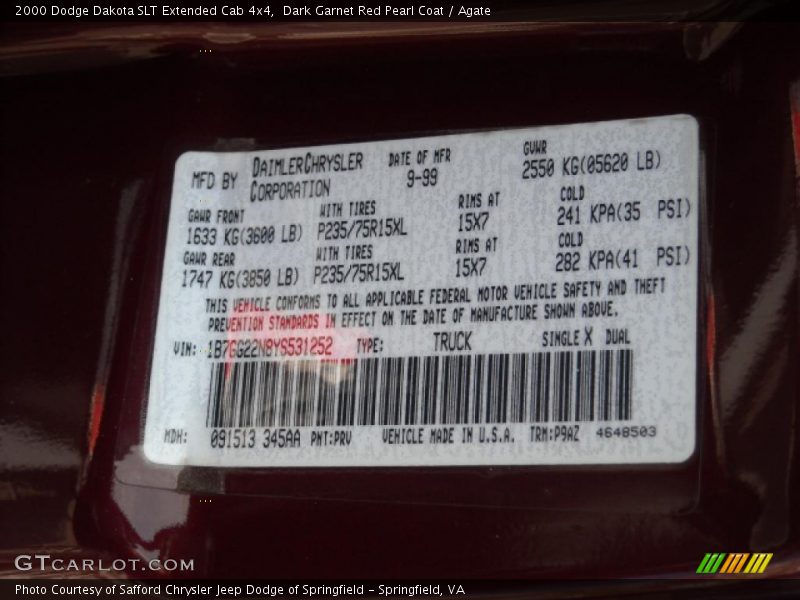 2000 Dodge Dakota SLT Extended Cab 4x4, Dark Garnet Red Pearl Coat / Agate
MFD BY DAIMLERCHRYSLER CORPORATION DATE OF MFR 9-99 GVWR 2550 KG(05620 LB)
GAWR FRONT WITH TIRES RIMS AT COLD
1633 KG(3600 LB) P235/75R15XL 15X7 241 KPA(35 PSI)
GAWR REAR WITH TIRES RIMS AT COLD
1747 KG(3850 LB) P235/75R15XL 15X7 282 KPA(41 PSI)
THIS VEHICLE CONFORMS TO ALL APPLICABLE FEDERAL MOTOR VEHICLE SAFETY AND THEFT
PREVENTION STANDARDS IN EFFECT ON THE DATE OF MANUFACTURE SHOWN ABOVE.
VIN: 1B7GG22N8YS531252 TYPE: TRUCK SINGLE X DUAL
MDH: 091513 345AA PNT:PRV VEHICLE MADE IN U.S.A. TRM:P9AZ 4648503
GTCARLOT.COM
Photo Courtesy of Safford Chrysler Jeep Dodge of Springfield - Springfield, VA